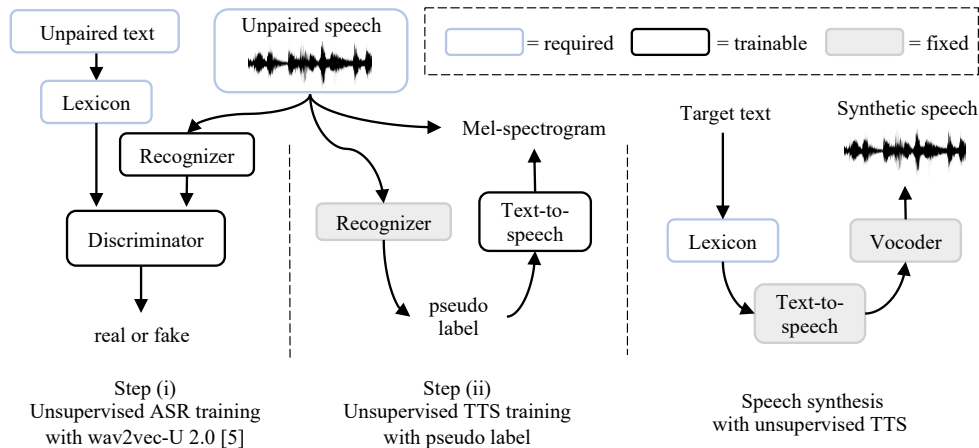 Unpaired text
Lexicon
Recognizer
Discriminator
real or fake
Step (i)
Unsupervised ASR training
with wav2vec-U 2.0 [5]
Unpaired speech
Mel-spectrogram
Recognizer
Text-to-
speech
pseudo
label
Step (ii)
Unsupervised TTS training
with pseudo label
= required
= trainable
= fixed
Target text
Synthetic speech
Lexicon
Vocoder
Text-to-
speech
Speech synthesis
with unsupervised TTS